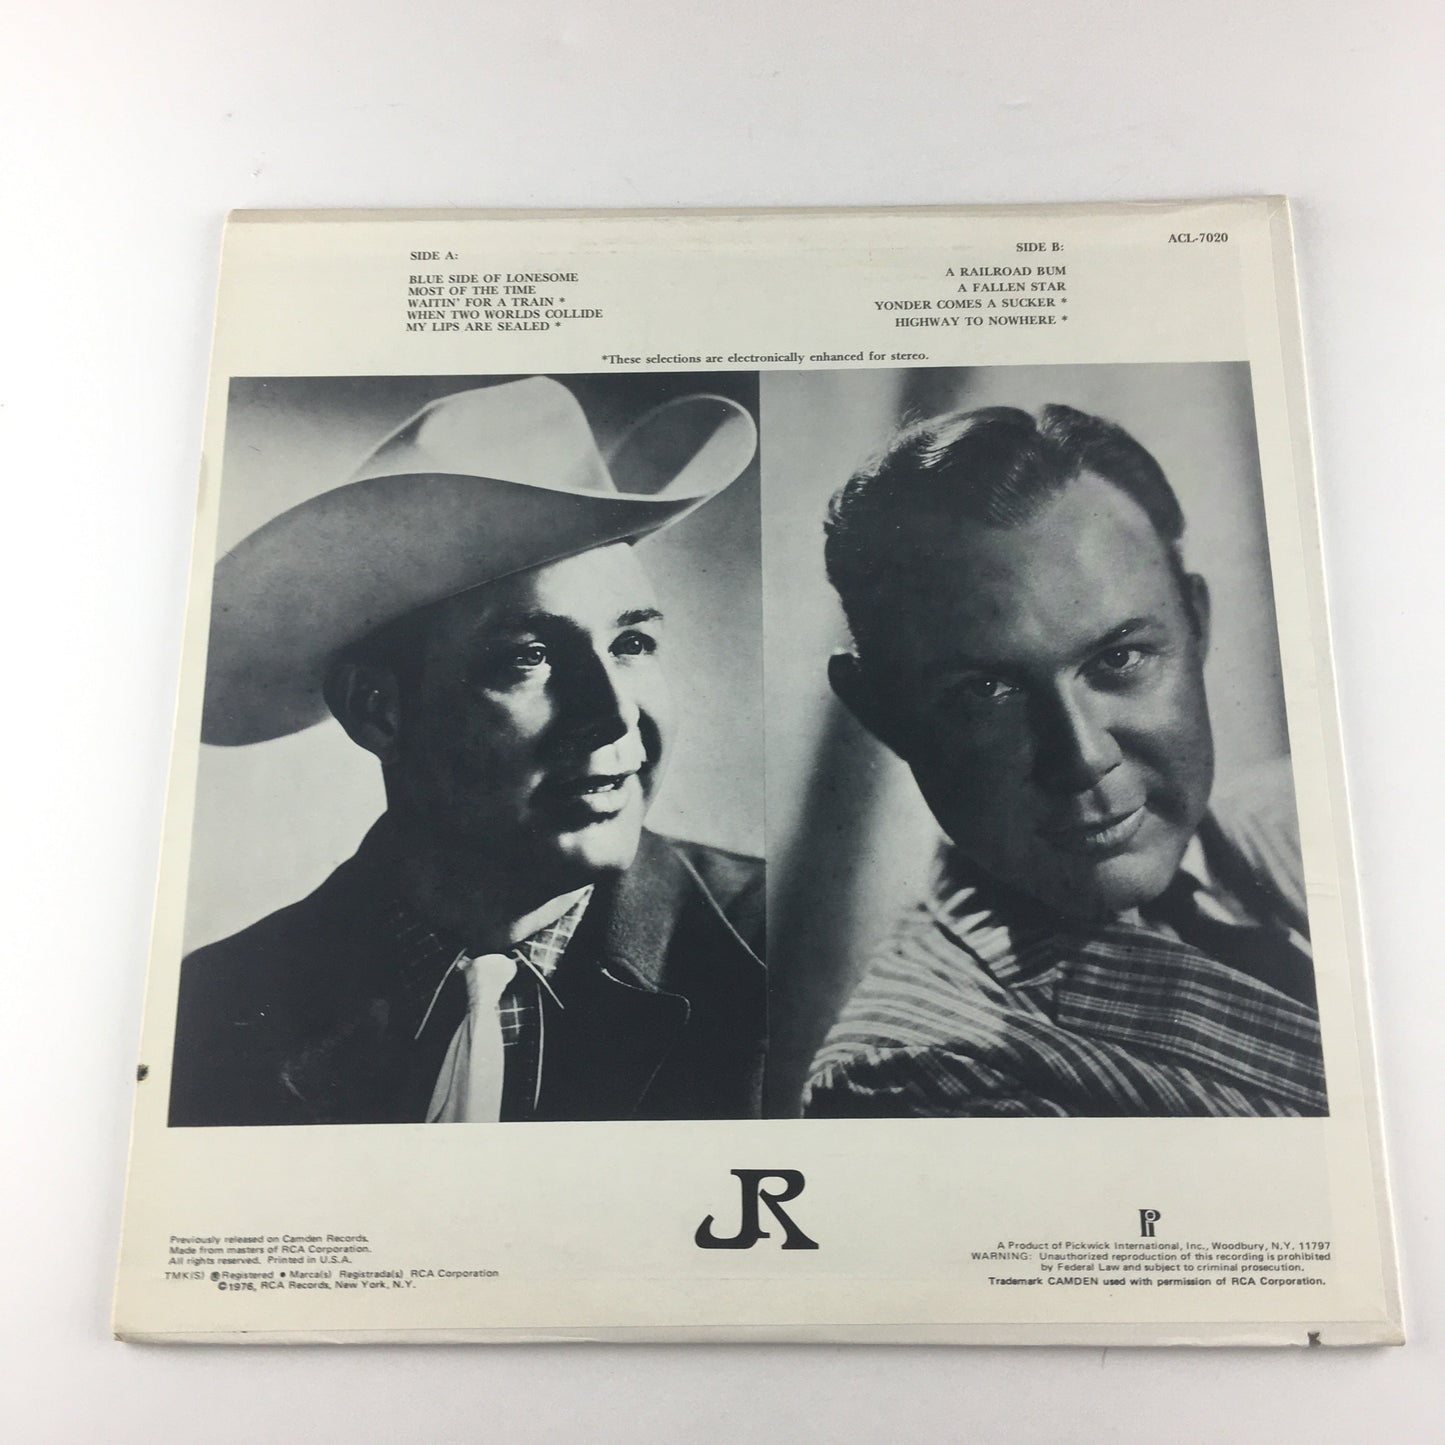 ACL-7020
SIDE A:
BLUE SIDE OF LONESOME
MOST OF THE TIME
WAITIN' FOR A TRAIN *
WHEN TWO WORLDS COLLIDE
MY LIPS ARE SEALED *
SIDE B:
A RAILROAD BUM
A FALLEN STAR
YONDER COMES A SUCKER *
HIGHWAY TO NOWHERE *
*These selections are electronically enhanced for stereo.
JR
Previously released on Camden Records.
Made from masters of RCA Corporation.
All rights reserved. Printed in U.S.A.
TMK(S) ®Registered • Marca(s) Registrada(s) RCA Corporation
©1976, RCA Records, New York, N.Y.
Pi
A Product of Pickwick International, Inc., Woodbury, N.Y. 11797
WARNING: Unauthorized reproduction of this recording is prohibited
by Federal Law and subject to criminal prosecution.
Trademark CAMDEN used with permission of RCA Corporation.